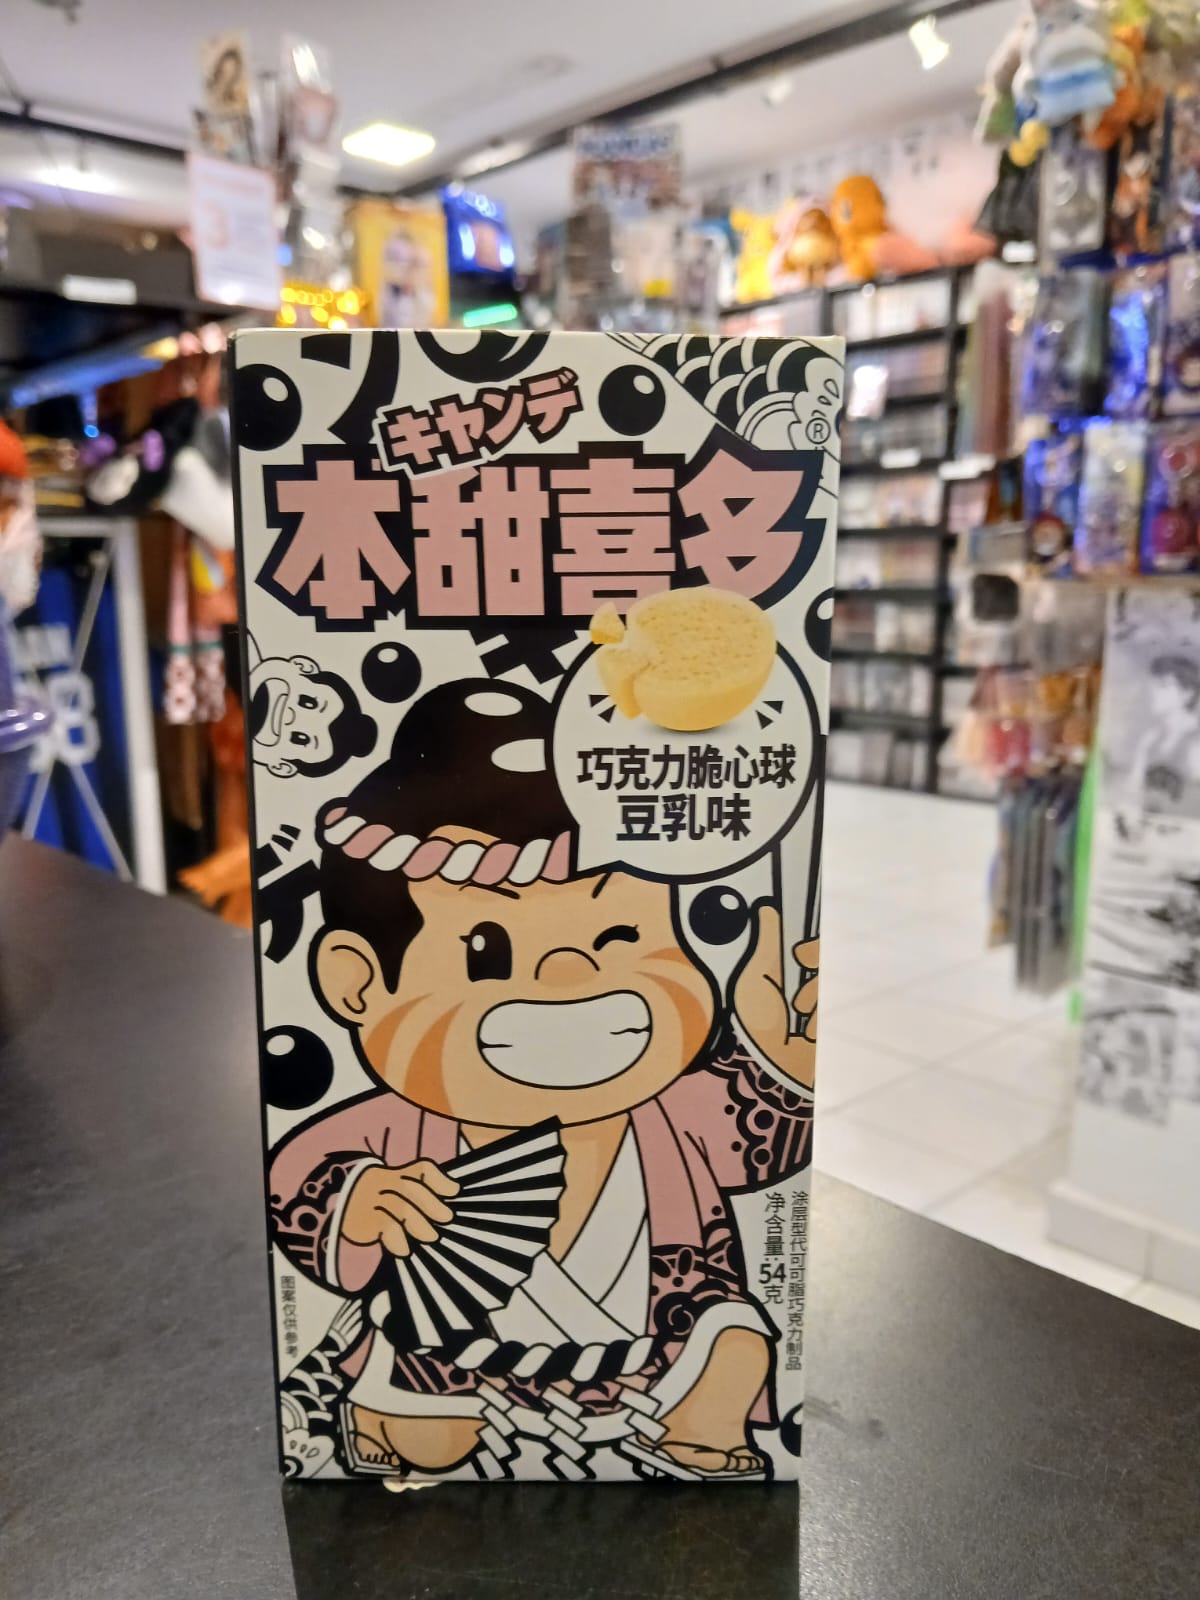 キャンデ
本甜喜多
®
巧克力脆心球
豆乳味
净含量:54克
涂层型代可可脂巧克力制品
图案仅供参考